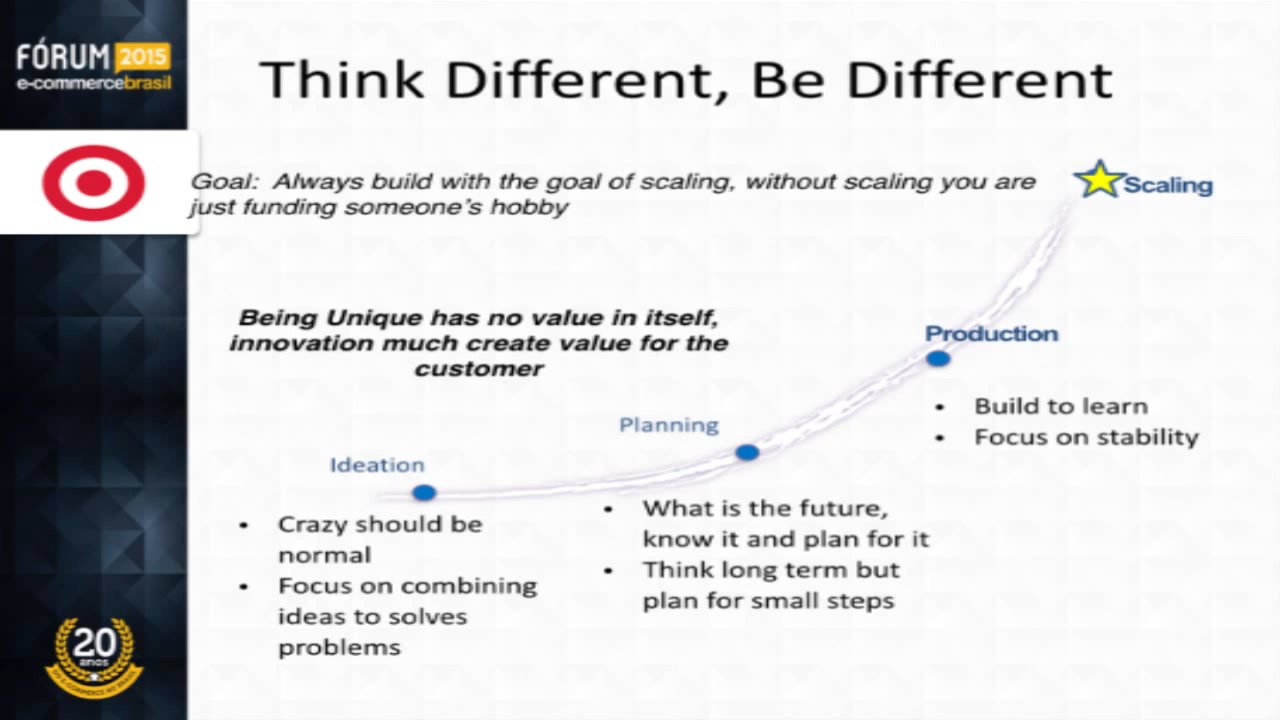 FÓRUM 2015
e-commercebrasil
Think Different, Be Different
Goal: Always build with the goal of scaling, without scaling you are
just funding someone's hobby
Scaling
Being Unique has no value in itself,
innovation much create value for the
customer
Production
Build to learn
Focus on stability
Planning
What is the future,
know it and plan for it
Think long term but
plan for small steps
Ideation
Crazy should be
normal
Focus on combining
ideas to solves
problems
20
anos